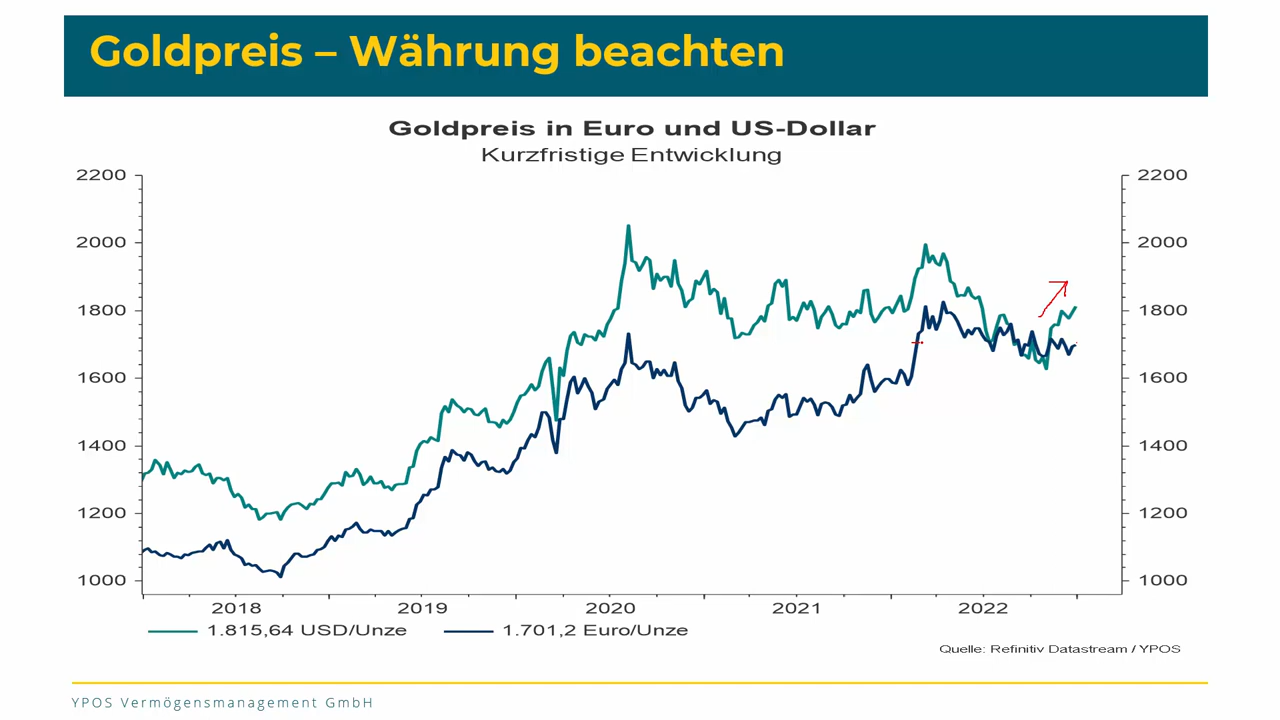 Goldpreis – Währung beachten
Goldpreis in Euro und US-Dollar
Kurzfristige Entwicklung
2200 2200
2000 2000
1800 1800
1600 1600
1400 1400
1200 1200
1000 1000
2018 2019 2020 2021 2022
1.815,64 USD/Unze 1.701,2 Euro/Unze
Quelle: Refinitiv Datastream / YPOS
YPOS Vermögensmanagement GmbH